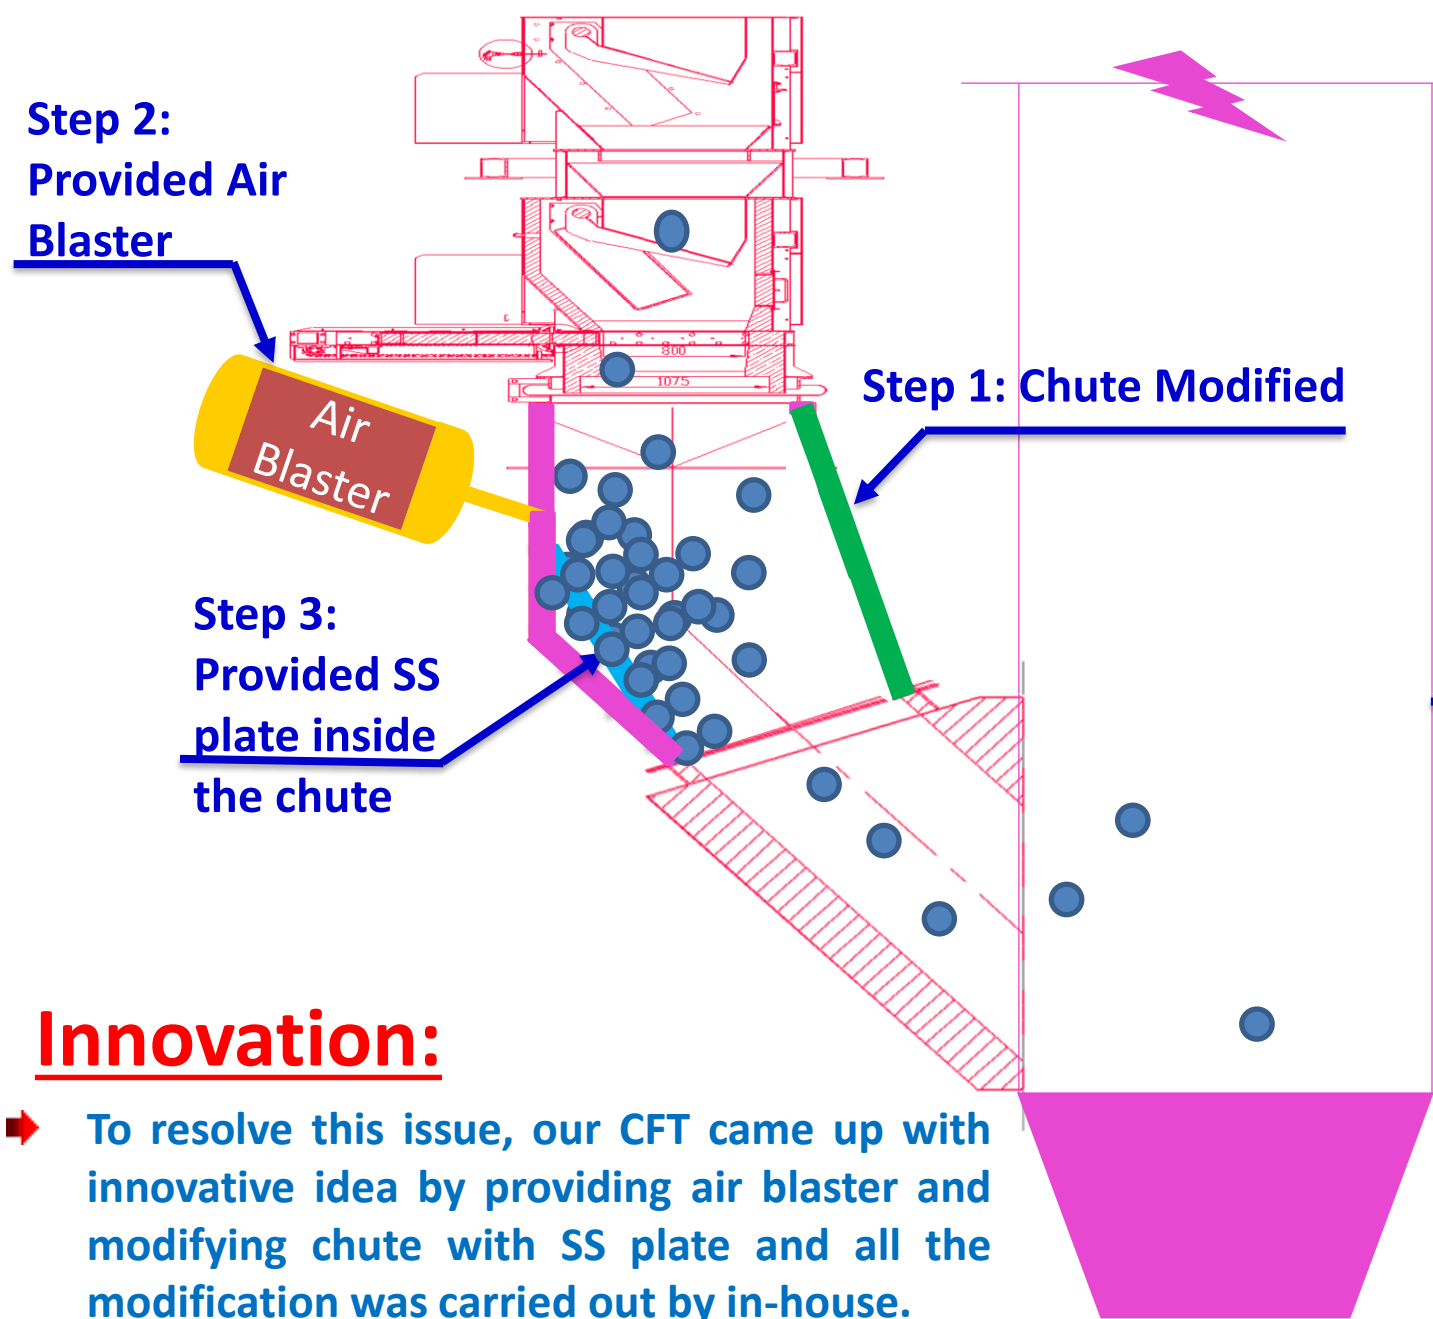 Step 2:
Provided Air
Blaster
800
1075
Step 1: Chute Modified
Air
Blaster
Step 3:
Provided SS
plate inside
the chute
Innovation:
To resolve this issue, our CFT came up with
innovative idea by providing air blaster and
modifying chute with SS plate and all the
modification was carried out by in-house.